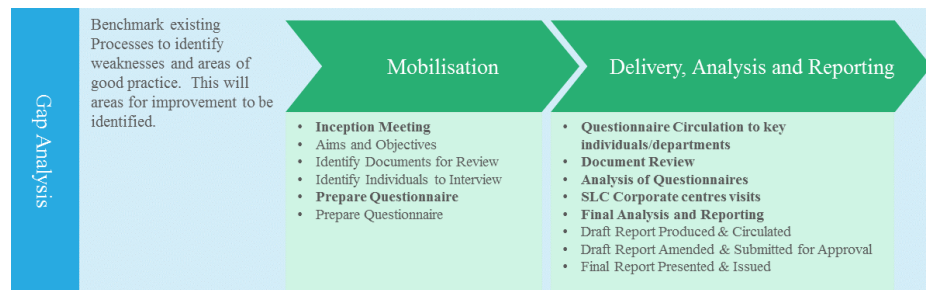 Gap Analysis
Benchmark existing
Processes to identify
weaknesses and areas of
good practice.  This will
areas for improvement to be
identified.
Mobilisation
• Inception Meeting
• Aims and Objectives
• Identify Documents for Review
• Identify Individuals to Interview
• Prepare Questionnaire
• Prepare Questionnaire
Delivery, Analysis and Reporting
• Questionnaire Circulation to key
individuals/departments
• Document Review
• Analysis of Questionnaires
• SLC Corporate centres visits
• Final Analysis and Reporting
• Draft Report Produced & Circulated
• Draft Report Amended & Submitted for Approval
• Final Report Presented & Issued